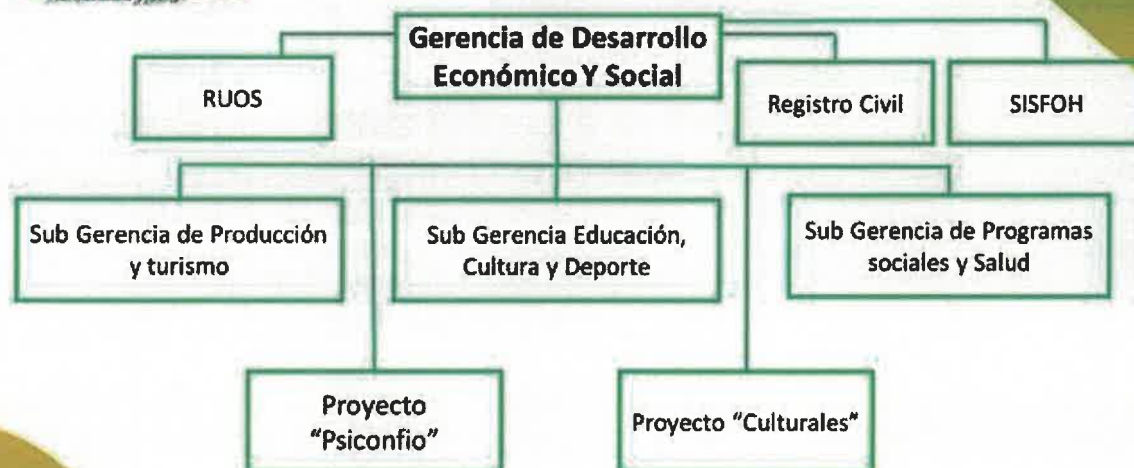 Gerencia de Desarrollo
Económico Y Social
RUOS
Registro Civil
SISFOH
Sub Gerencia de Producción
y turismo
Sub Gerencia Educación,
Cultura y Deporte
Sub Gerencia de Programas
sociales y Salud
Proyecto
“Psiconfio”
Proyecto “Culturales”